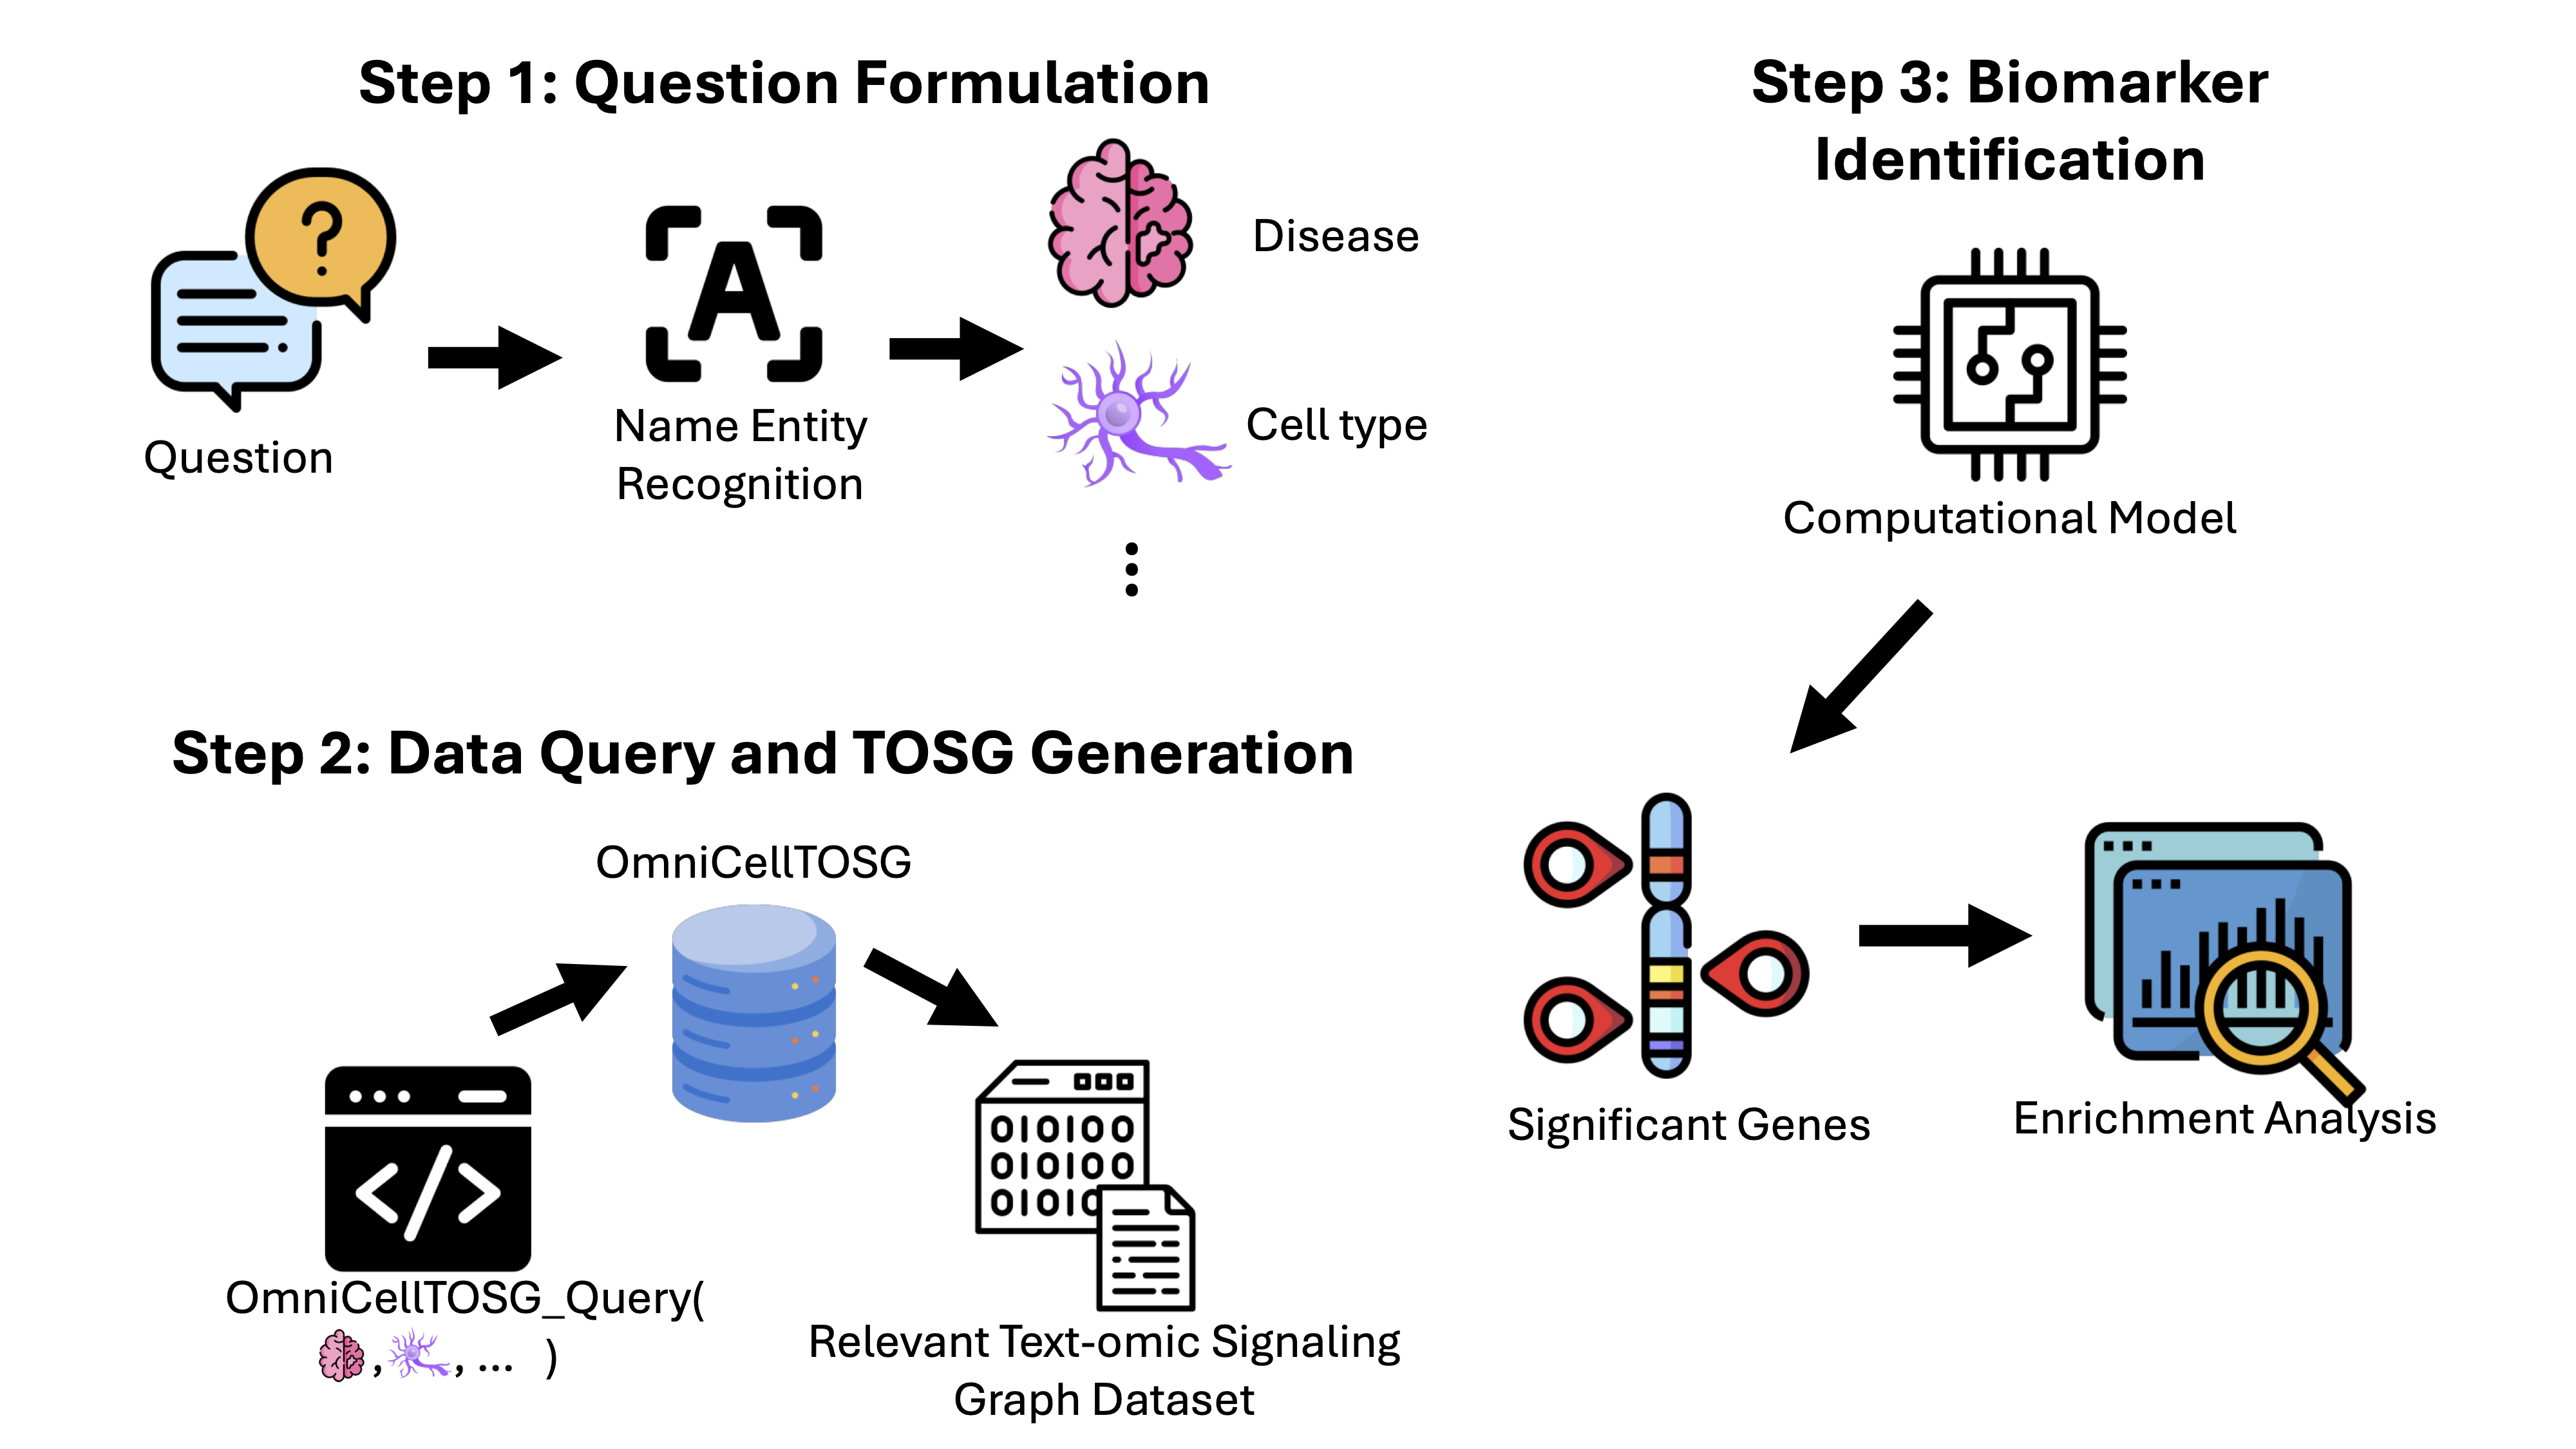 Step 1: Question Formulation
?
Question
A
Name Entity
Recognition
Disease
Cell type
Step 2: Data Query and TOSG Generation
OmniCellTOSG
</>
OmniCellTOSG_Query(
, , ... )
010100
010100
01010
Relevant Text-omic Signaling
Graph Dataset
Step 3: Biomarker
Identification
Computational Model
Significant Genes
Enrichment Analysis